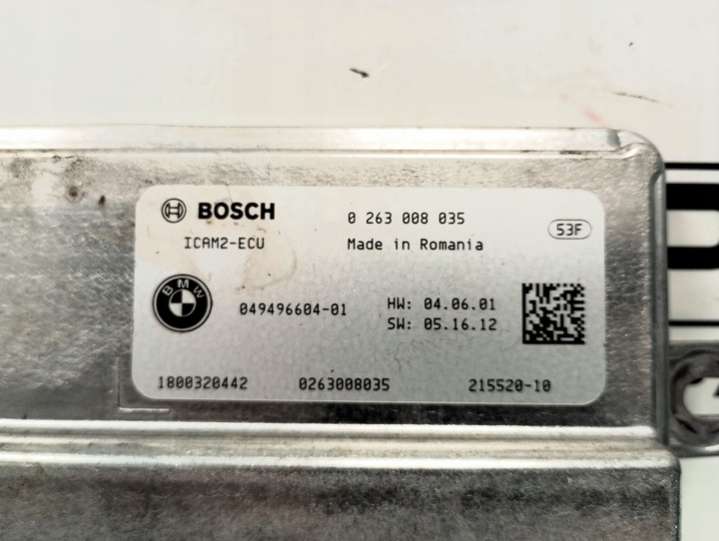 BOSCH
0 263 008 035
53F
ICAM2-ECU
Made in Romania
BMW
049496604-01
HW: 04.06.01
SW: 05.16.12
1800320442
0263008035
215520-10